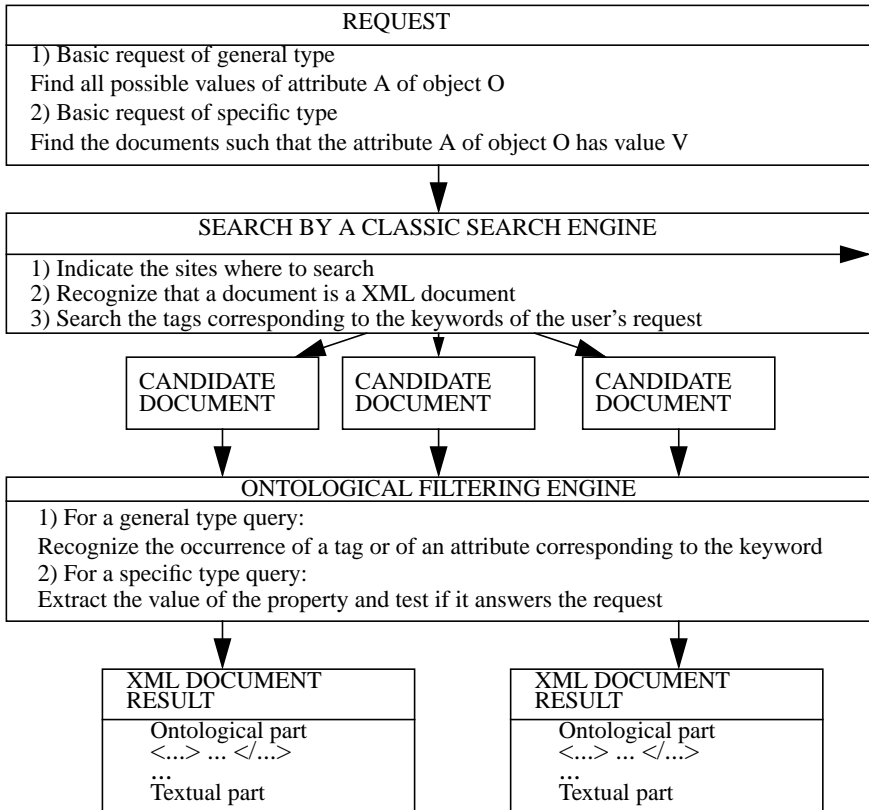 REQUEST
1) Basic request of general type
Find all possible values of attribute A of object O
2) Basic request of specific type
Find the documents such that the attribute A of object O has value V
SEARCH BY A CLASSIC SEARCH ENGINE
1) Indicate the sites where to search
2) Recognize that a document is a XML document
3) Search the tags corresponding to the keywords of the user’s request
CANDIDATE
DOCUMENT
CANDIDATE
DOCUMENT
CANDIDATE
DOCUMENT
ONTOLOGICAL FILTERING ENGINE
1) For a general type query:
Recognize the occurrence of a tag or of an attribute corresponding to the keyword
2) For a specific type query:
Extract the value of the property and test if it answers the request
XML DOCUMENT
RESULT
Ontological part
<...> ... </...>
...
Textual part
XML DOCUMENT
RESULT
Ontological part
<...> ... </...>
...
Textual part